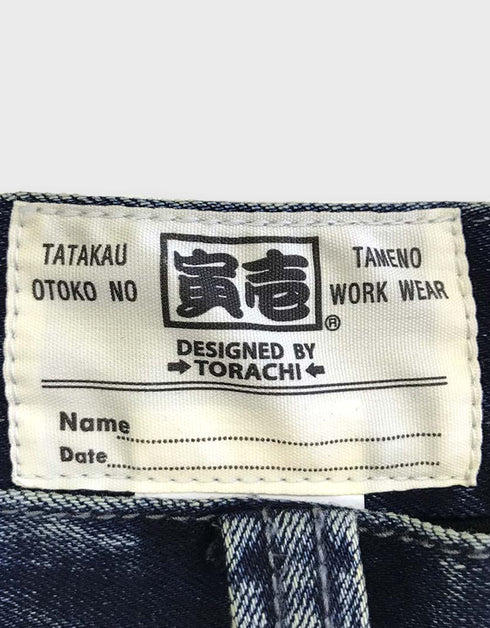 TATAKAU
OTOKO NO
寅壱®
TAMENO
WORK WEAR
DESIGNED BY
→TORACHI←
Name
Date